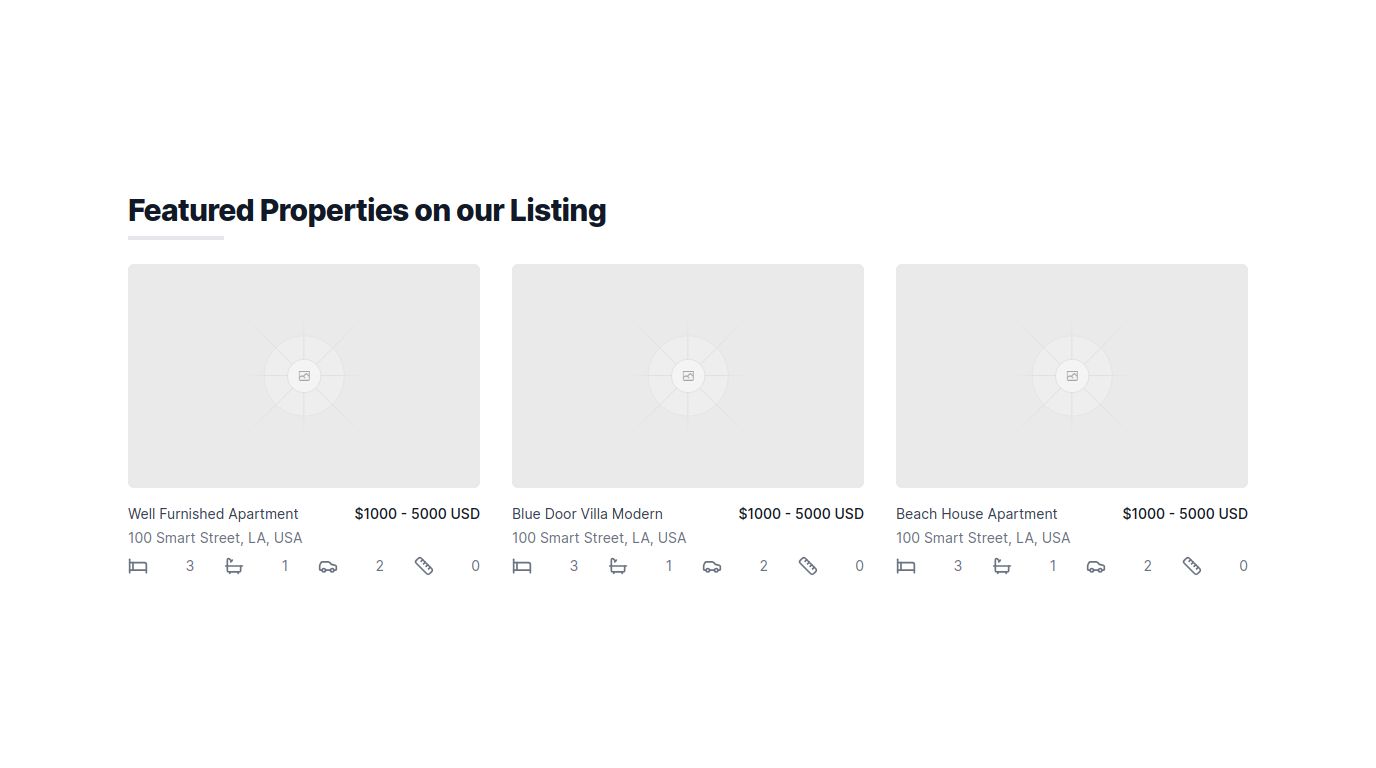 Featured Properties on our Listing
Well Furnished Apartment $1000 - 5000 USD
100 Smart Street, LA, USA
3 1 2 0
Blue Door Villa Modern $1000 - 5000 USD
100 Smart Street, LA, USA
3 1 2 0
Beach House Apartment $1000 - 5000 USD
100 Smart Street, LA, USA
3 1 2 0